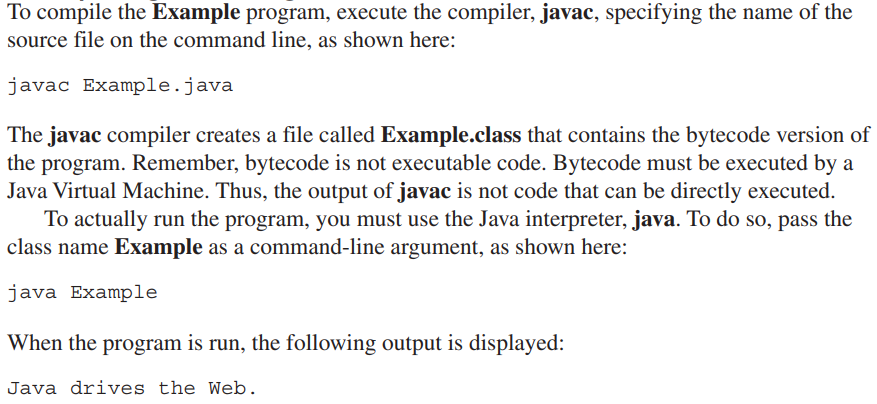 To compile the Example program, execute the compiler, javac, specifying the name of the
source file on the command line, as shown here:
javac Example.java
The javac compiler creates a file called Example.class that contains the bytecode version of
the program. Remember, bytecode is not executable code. Bytecode must be executed by a
Java Virtual Machine. Thus, the output of javac is not code that can be directly executed.
To actually run the program, you must use the Java interpreter, java. To do so, pass the
class name Example as a command-line argument, as shown here:
java Example
When the program is run, the following output is displayed:
Java drives the Web.